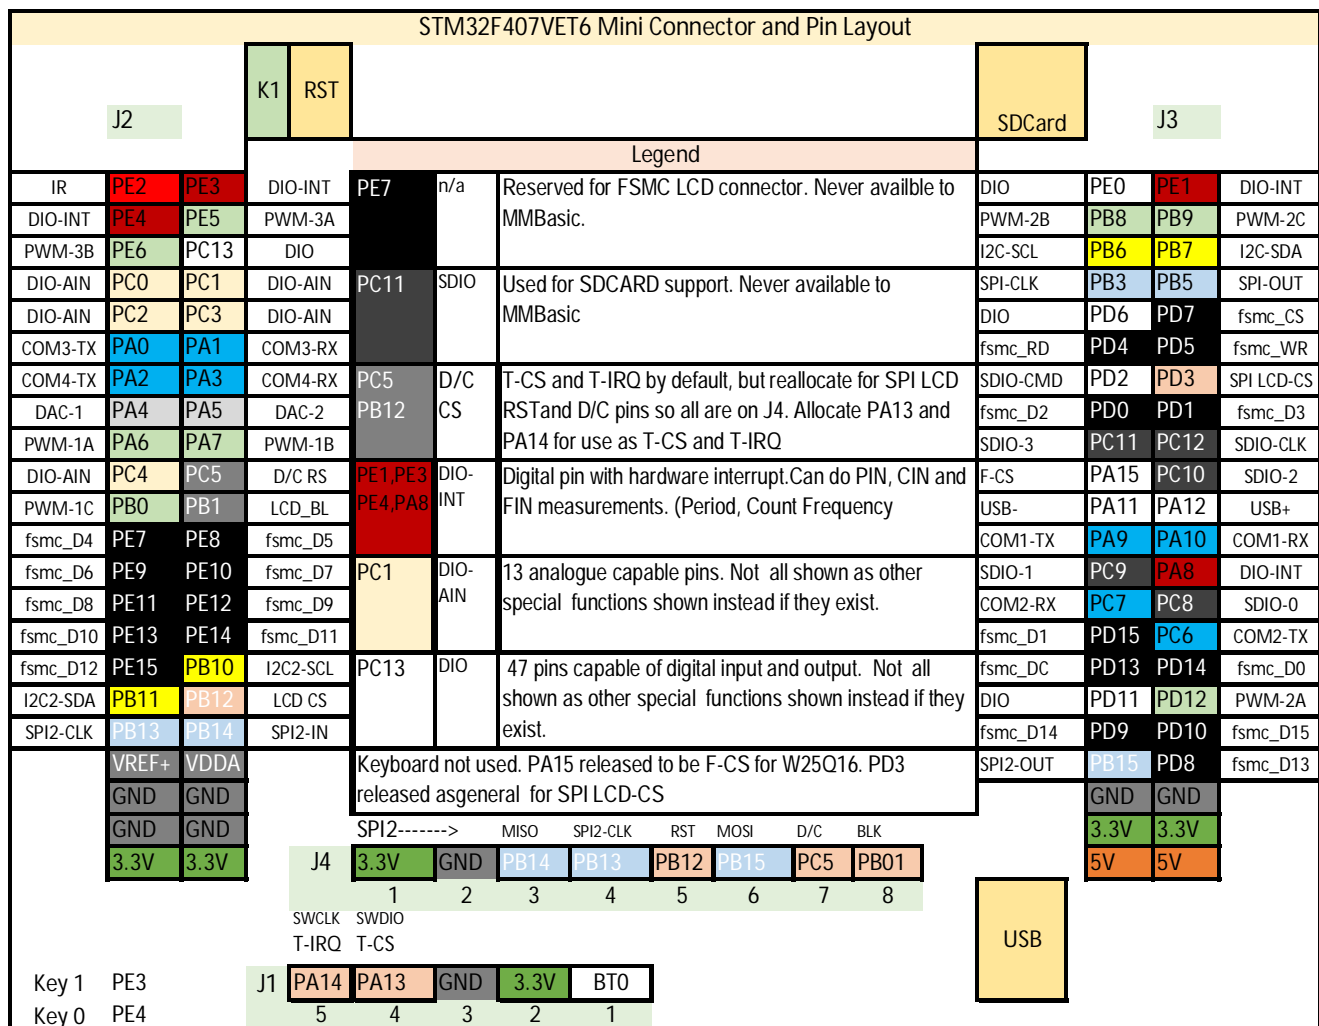 STM32F407VET6 Mini Connector and Pin Layout
K1 RST
J2 SDCard J3
Legend
IR PE2 PE3 DIO-INT PE7 n/a Reserved for FSMC LCD connector. Never availble to DIO PE0 PE1 DIO-INT
DIO-INT PE4 PE5 PWM-3A MMBasic. PWM-2B PB8 PB9 PWM-2C
PWM-3B PE6 PC13 DIO I2C-SCL PB6 PB7 I2C-SDA
DIO-AIN PC0 PC1 DIO-AIN PC11 SDIO Used for SDCARD support. Never available to SPI-CLK PB3 PB5 SPI-OUT
DIO-AIN PC2 PC3 DIO-AIN MMBasic DIO PD6 PD7 fsmc_CS
COM3-TX PA0 PA1 COM3-RX fsmc_RD PD4 PD5 fsmc_WR
COM4-TX PA2 PA3 COM4-RX PC5 D/C T-CS and T-IRQ by default, but reallocate for SPI LCD SDIO-CMD PD2 PD3 SPI LCD-CS
DAC-1 PA4 PA5 DAC-2 PB12 CS RSTand D/C pins so all are on J4. Allocate PA13 and fsmc_D2 PD0 PD1 fsmc_D3
PWM-1A PA6 PA7 PWM-1B PA14 for use as T-CS and T-IRQ SDIO-3 PC11 PC12 SDIO-CLK
DIO-AIN PC4 PC5 D/C RS PE1,PE3 DIO- Digital pin with hardware interrupt.Can do PIN, CIN and F-CS PA15 PC10 SDIO-2
PWM-1C PB0 PB1 LCD_BL PE4,PA8 INT FIN measurements. (Period, Count Frequency USB- PA11 PA12 USB+
fsmc_D4 PE7 PE8 fsmc_D5 COM1-TX PA9 PA10 COM1-RX
fsmc_D6 PE9 PE10 fsmc_D7 PC1 DIO- 13 analogue capable pins. Not all shown as other SDIO-1 PC9 PA8 DIO-INT
fsmc_D8 PE11 PE12 fsmc_D9 AIN special functions shown instead if they exist. COM2-RX PC7 PC8 SDIO-0
fsmc_D10 PE13 PE14 fsmc_D11 fsmc_D1 PD15 PC6 COM2-TX
fsmc_D12 PE15 PB10 I2C2-SCL PC13 DIO 47 pins capable of digital input and output. Not all fsmc_DC PD13 PD14 fsmc_D0
I2C2-SDA PB11 PB12 LCD CS shown as other special functions shown instead if they DIO PD11 PD12 PWM-2A
SPI2-CLK PB13 PB14 SPI2-IN exist. fsmc_D14 PD9 PD10 fsmc_D15
VREF+ VDDA Keyboard not used. PA15 released to be F-CS for W25Q16. PD3 SPI2-OUT PB15 PD8 fsmc_D13
GND GND released asgeneral for SPI LCD-CS GND GND
GND GND SPI2-------> MISO SPI2-CLK RST MOSI D/C BLK 3.3V 3.3V
3.3V 3.3V J4 3.3V GND PB14 PB13 PB12 PB15 PC5 PB01 5V 5V
1 2 3 4 5 6 7 8
SWCLK SWDIO
T-IRQ T-CS USB
Key 1 PE3 J1 PA14 PA13 GND 3.3V BT0
Key 0 PE4 5 4 3 2 1